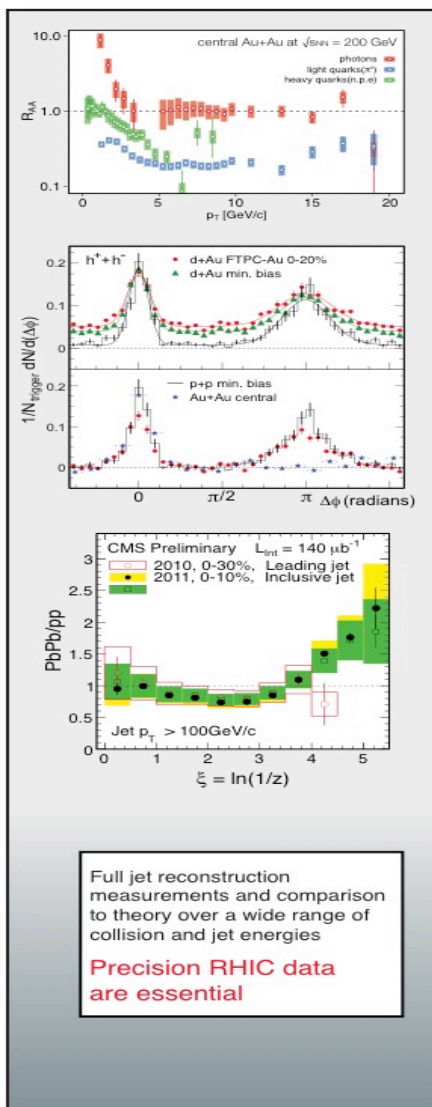 central Au+Au at √sNN = 200 GeV
photons
light quarks(π°)
heavy quarks(n.p.e)
10.0
1.0
0.1
RAA
0 5 10 15 20
pT [GeV/c]
h⁺+h⁻
d+Au FTPC-Au 0-20%
d+Au min. bias
0.2
0.1
0
p+p min. bias
Au+Au central
0.2
0.1
0
1/Ntrigger dN/d(Δφ)
0 π/2 π Δφ (radians)
CMS Preliminary LInt = 140 μb⁻¹
2010, 0-30%, Leading jet
2011, 0-10%, Inclusive jet
3
2.5
2
1.5
1
0.5
0
PbPb/pp
Jet pT > 100GeV/c
0 1 2 3 4 5
ξ = ln(1/z)
Full jet reconstruction
measurements and comparison
to theory over a wide range of
collision and jet energies
Precision RHIC data
are essential